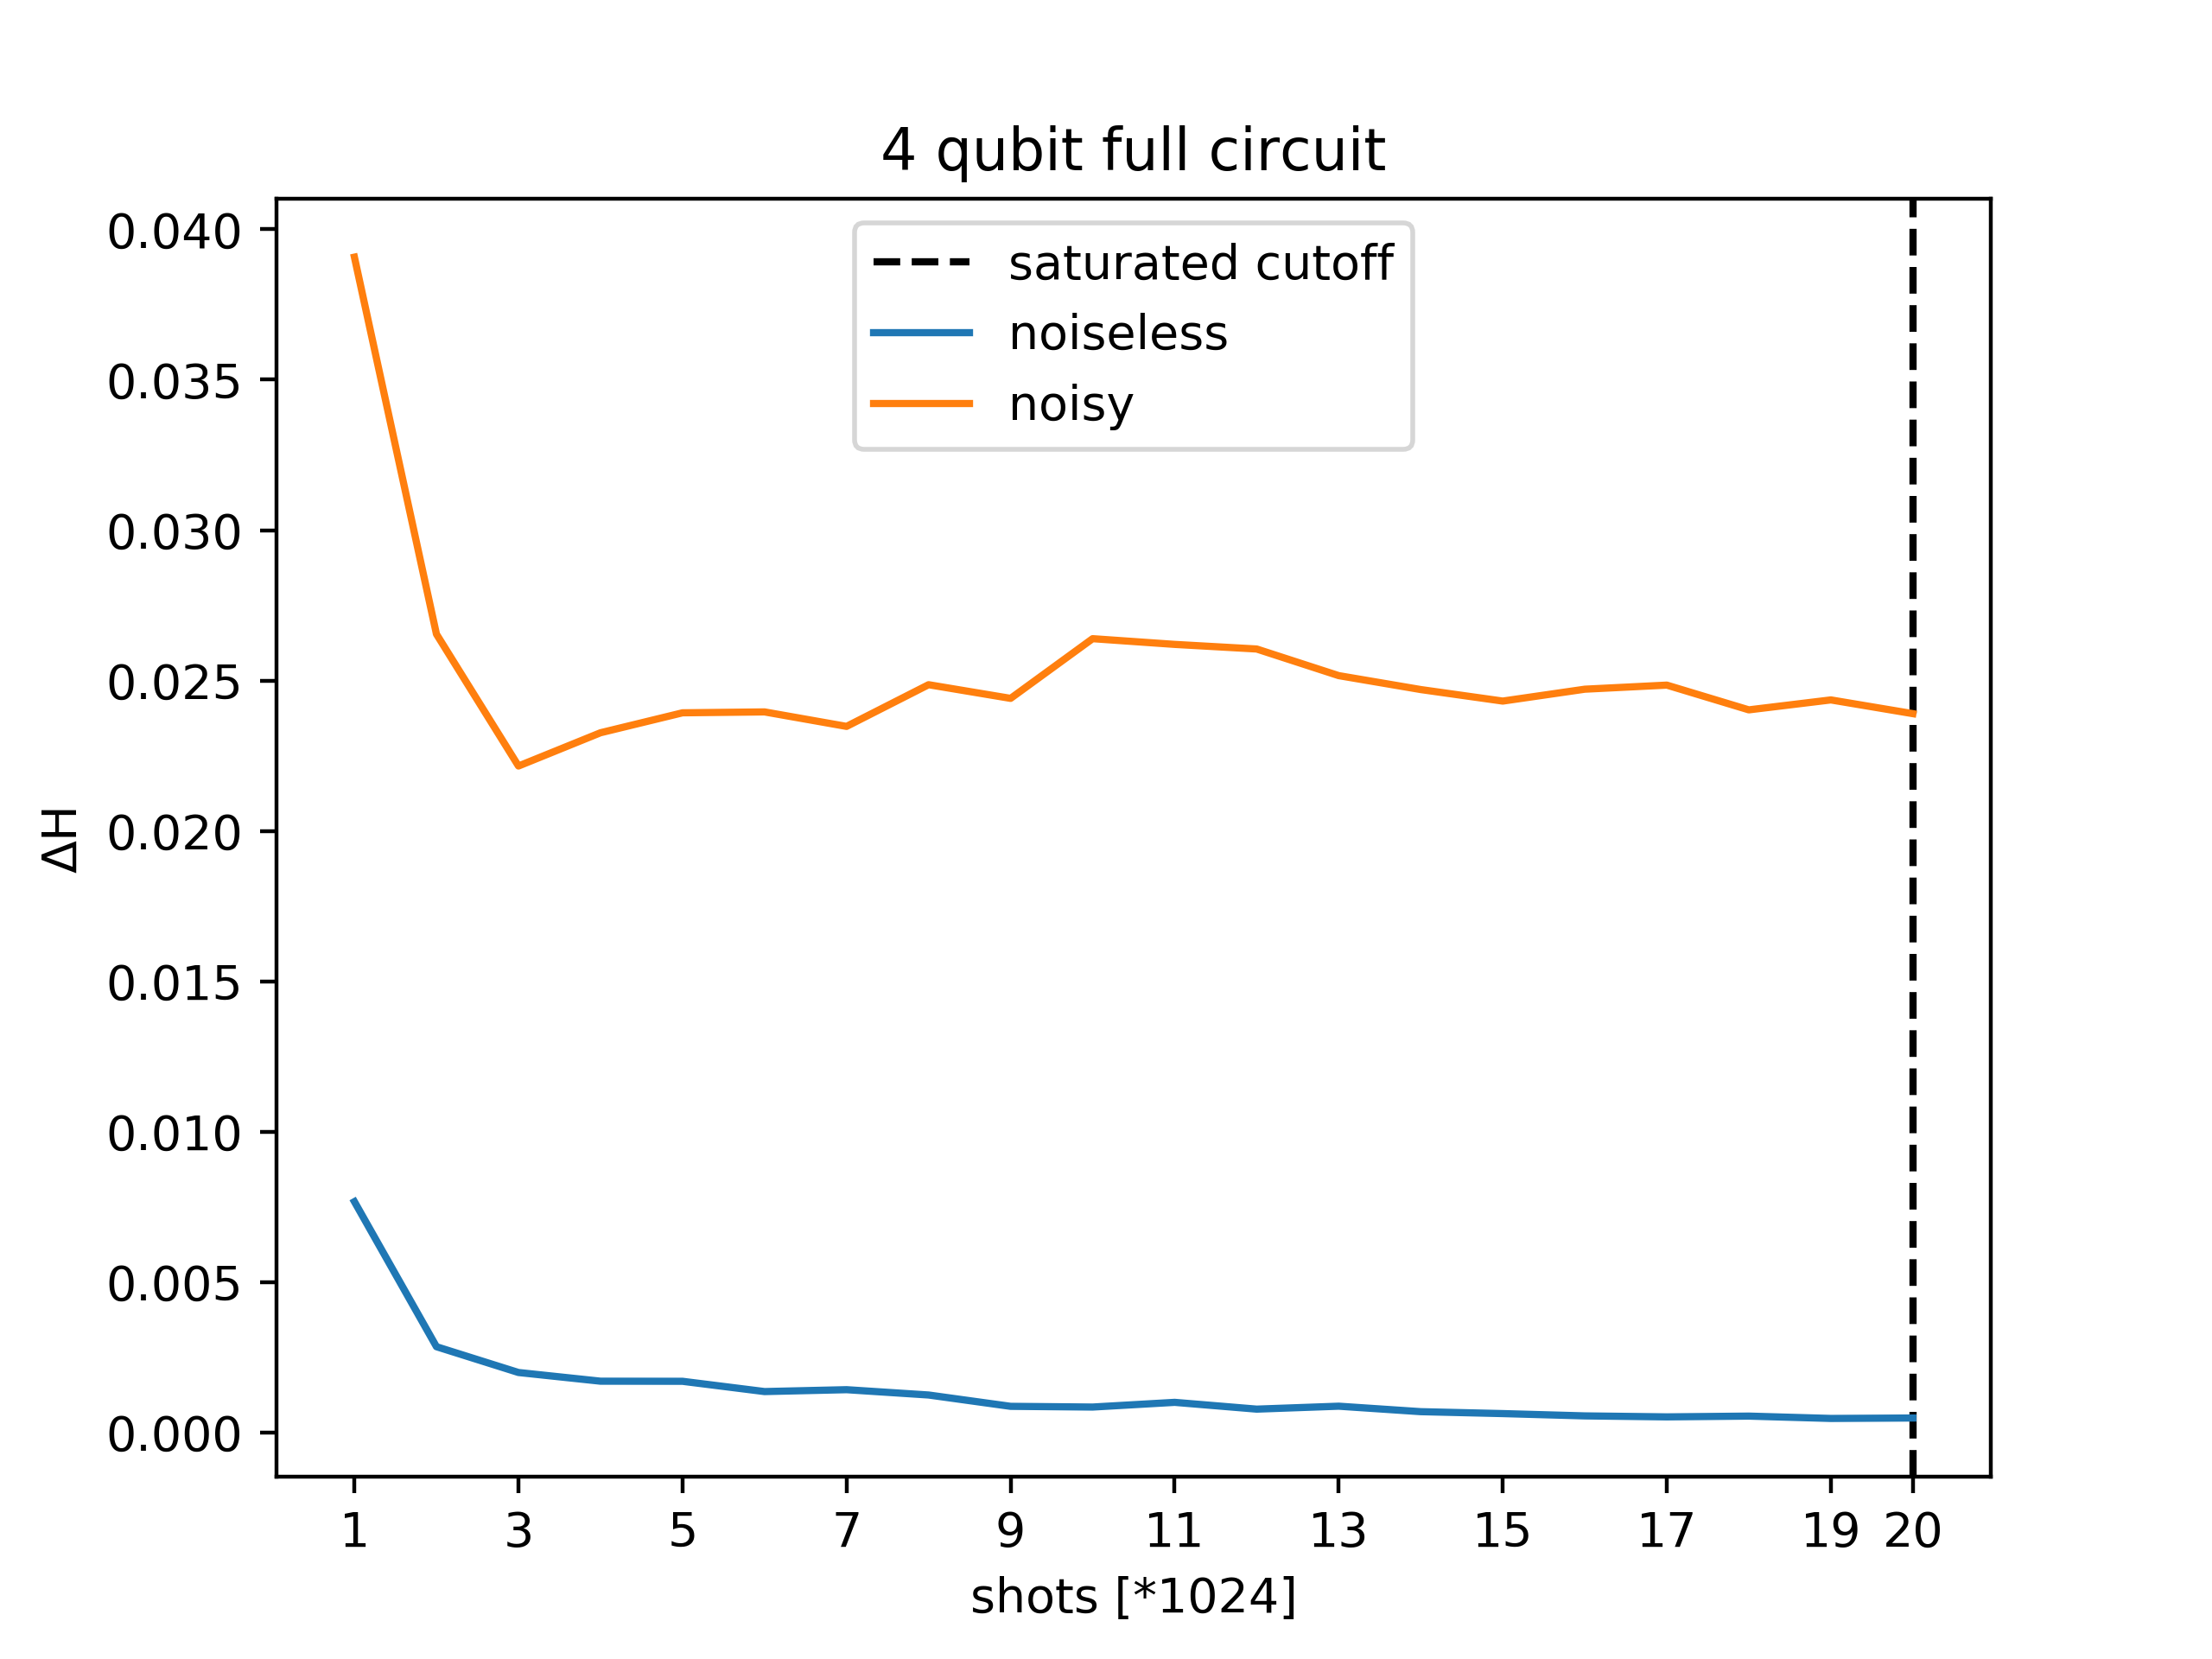 4 qubit full circuit
saturated cutoff
noiseless
noisy
0.040
0.035
0.030
0.025
0.020
0.015
0.010
0.005
0.000
ΔH
1 3 5 7 9 11 13 15 17 19 20
shots [*1024]